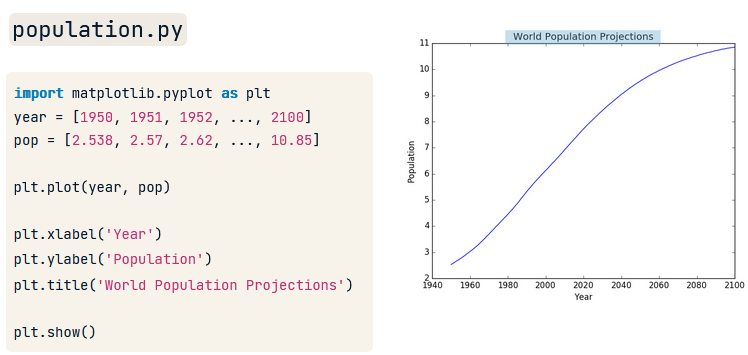 population.py
import matplotlib.pyplot as plt
year = [1950, 1951, 1952, ..., 2100]
pop = [2.538, 2.57, 2.62, ..., 10.85]
plt.plot(year, pop)
plt.xlabel('Year')
plt.ylabel('Population')
plt.title('World Population Projections')
plt.show()
World Population Projections
11
10
9
8
7
6
5
4
3
2
Population
1940 1960 1980 2000 2020 2040 2060 2080 2100
Year